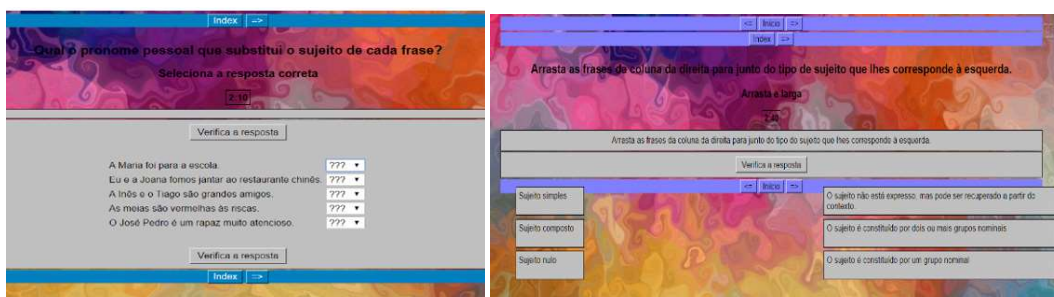 Index =>
Qual o pronome pessoal que substitui o sujeito de cada frase?
Seleciona a resposta correta
2:10
Verifica a resposta
A Maria foi para a escola. ???
Eu e a Joana fomos jantar ao restaurante chinês. ???
A Inês e o Tiago são grandes amigos. ???
As meias são vermelhas às riscas. ???
O José Pedro é um rapaz muito atencioso. ???
Verifica a resposta
Index =>
<= Início =>
Index =>
Arrasta as frases da coluna da direita para junto do tipo de sujeito que lhes corresponde à esquerda.
Arrasta e larga
Arrasta as frases da coluna da direita para junto do tipo de sujeito que lhes corresponde à esquerda.
Verifica a resposta
<= Início =>
Sujeito simples
O sujeito não está expresso, mas pode ser recuperado a partir do
contexto.
Sujeito composto
O sujeito é constituído por dois ou mais grupos nominais
Sujeito nulo
O sujeito é constituído por um grupo nominal